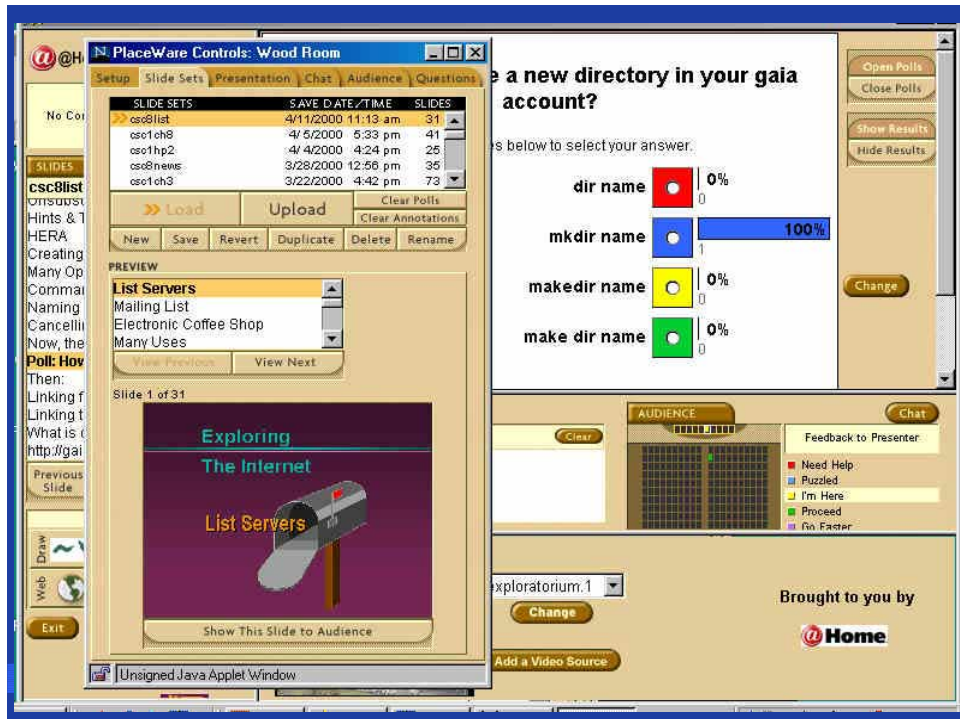 @H
No Co
SLIDES
csc8list
Unsubsc
Hints & T
HERA
Creating
Many Op
Comma
Naming
Cancelli
Now, the
Poll: How
Then:
Linking f
Linking t
What is
http://gai
Previous
Slide
Draw
Web
Exit
PlaceWare Controls: Wood Room
Setup Slide Sets Presentation Chat Audience Questions
SLIDE SETS SAVE DATE/TIME SLIDES
csc8list 4/11/2000 11:13 am 31
csc1ch8 4/ 5/2000 5:33 pm 41
csc1hp2 4/ 4/2000 4:24 pm 25
csc8news 3/28/2000 12:56 pm 35
csc1ch3 3/22/2000 4:42 pm 73
Load Upload Clear Polls
Clear Annotations
New Save Revert Duplicate Delete Rename
PREVIEW
List Servers
Mailing List
Electronic Coffee Shop
Many Uses
View Previous View Next
Slide 1 of 31
Exploring
The Internet
List Servers
Show This Slide to Audience
Unsigned Java Applet Window
e a new directory in your gaia
account?
es below to select your answer.
dir name 0%
0
mkdir name 100%
1
makedir name 0%
0
make dir name 0%
0
Open Polls
Close Polls
Show Results
Hide Results
Change
Clear
AUDIENCE Chat
Feedback to Presenter
Need Help
Puzzled
I'm Here
Proceed
Go Faster
exploratorium.1
Change
Add a Video Source
Brought to you by
@Home